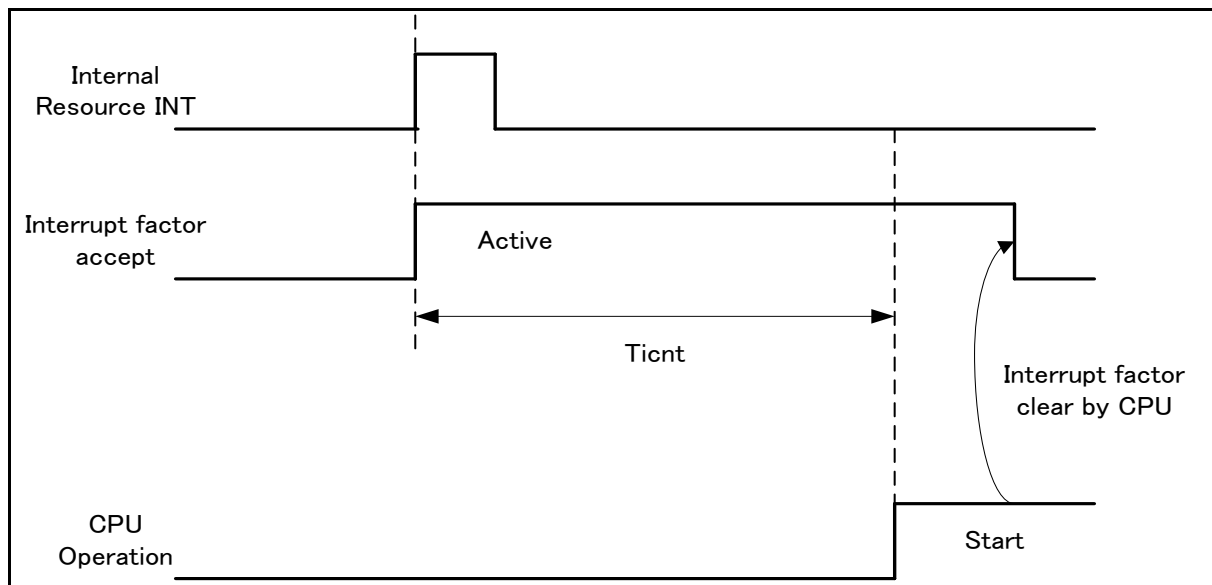 Internal
Resource INT
Interrupt factor
accept
Active
Ticnt
Interrupt factor
clear by CPU
CPU
Operation
Start